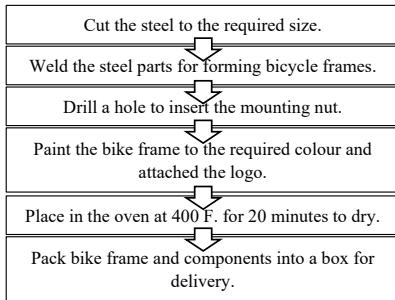 Cut the steel to the required size.
Weld the steel parts for forming bicycle frames.
Drill a hole to insert the mounting nut.
Paint the bike frame to the required colour and
attached the logo.
Place in the oven at 400 F. for 20 minutes to dry.
Pack bike frame and components into a box for
delivery.